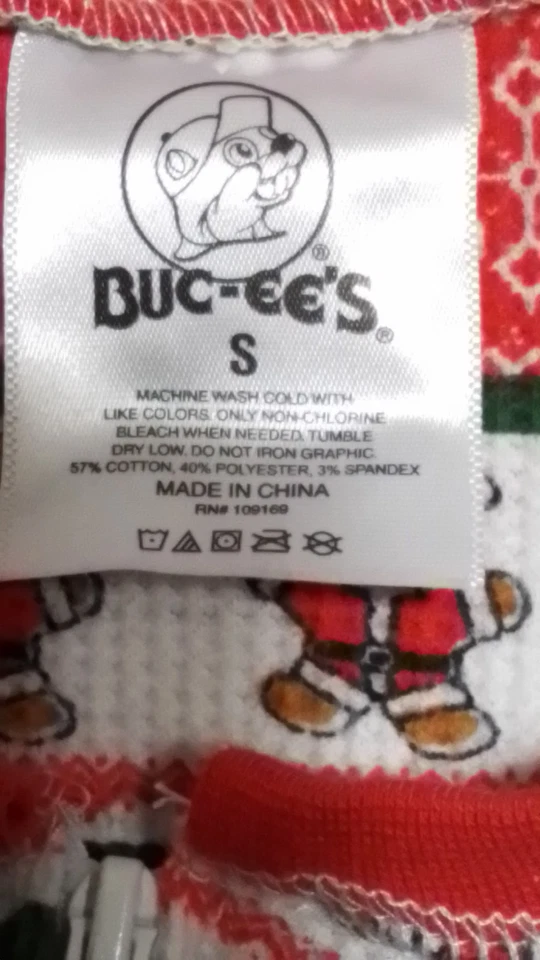 ®
BUC-EE'S®
S
MACHINE WASH COLD WITH
LIKE COLORS. ONLY NON-CHLORINE
BLEACH WHEN NEEDED. TUMBLE
DRY LOW. DO NOT IRON GRAPHIC.
57% COTTON, 40% POLYESTER, 3% SPANDEX
MADE IN CHINA
RN# 109169